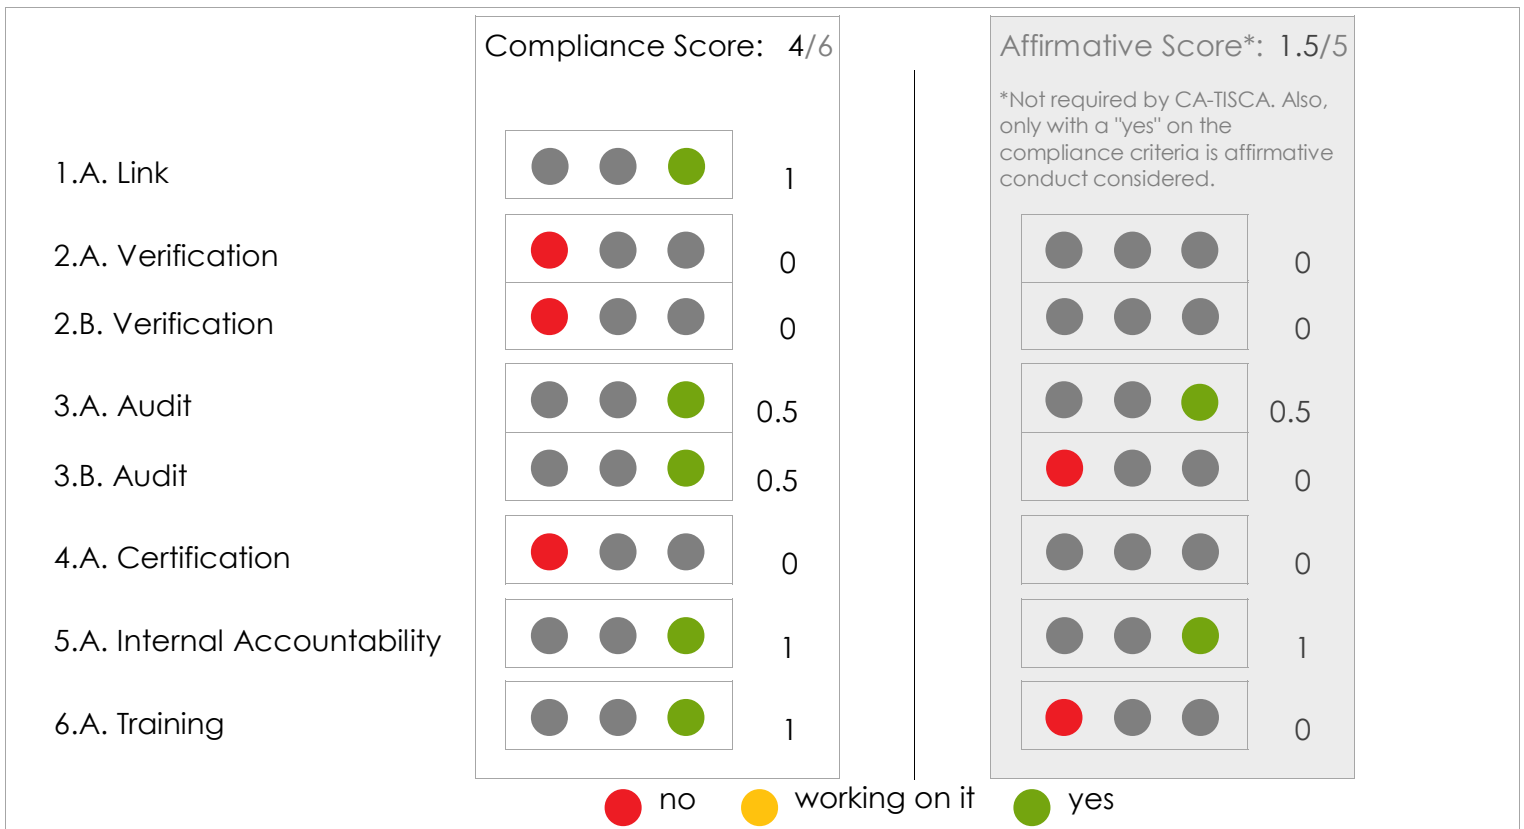 Compliance Score: 4/6
Affirmative Score*: 1.5/5
*Not required by CA-TISCA. Also,
only with a "yes" on the
compliance criteria is affirmative
conduct considered.
1.A. Link 1
2.A. Verification 0 0
2.B. Verification 0 0
3.A. Audit 0.5 0.5
3.B. Audit 0.5 0
4.A. Certification 0 0
5.A. Internal Accountability 1 1
6.A. Training 1 0
no working on it yes